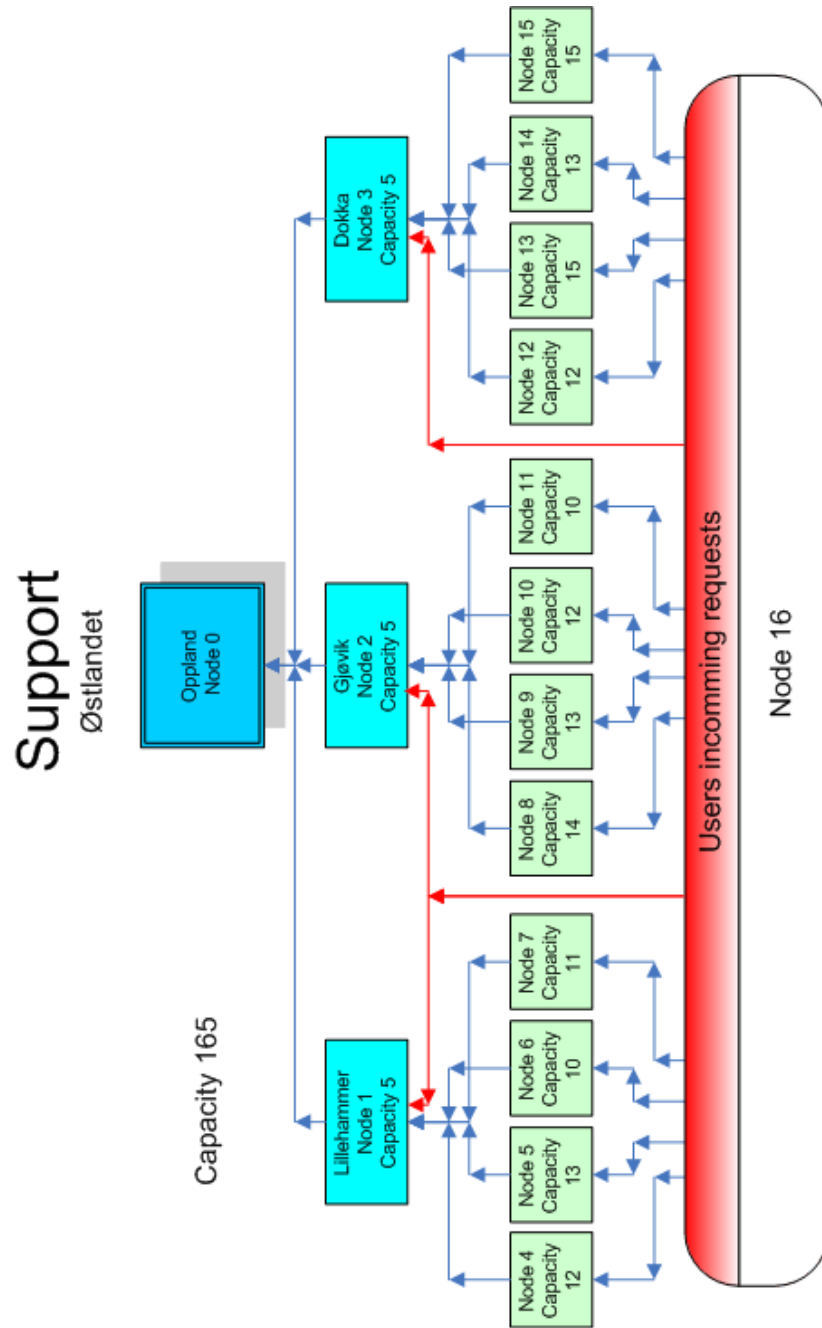 Support
Østlandet
Capacity 165
Oppland
Node 0
Lillehammer
Node 1
Capacity 5
Gjøvik
Node 2
Capacity 5
Dokka
Node 3
Capacity 5
Node 4
Capacity
12
Node 5
Capacity
13
Node 6
Capacity
10
Node 7
Capacity
11
Node 8
Capacity
14
Node 9
Capacity
13
Node 10
Capacity
12
Node 11
Capacity
10
Node 12
Capacity
12
Node 13
Capacity
15
Node 14
Capacity
13
Node 15
Capacity
15
Users incomming requests
Node 16